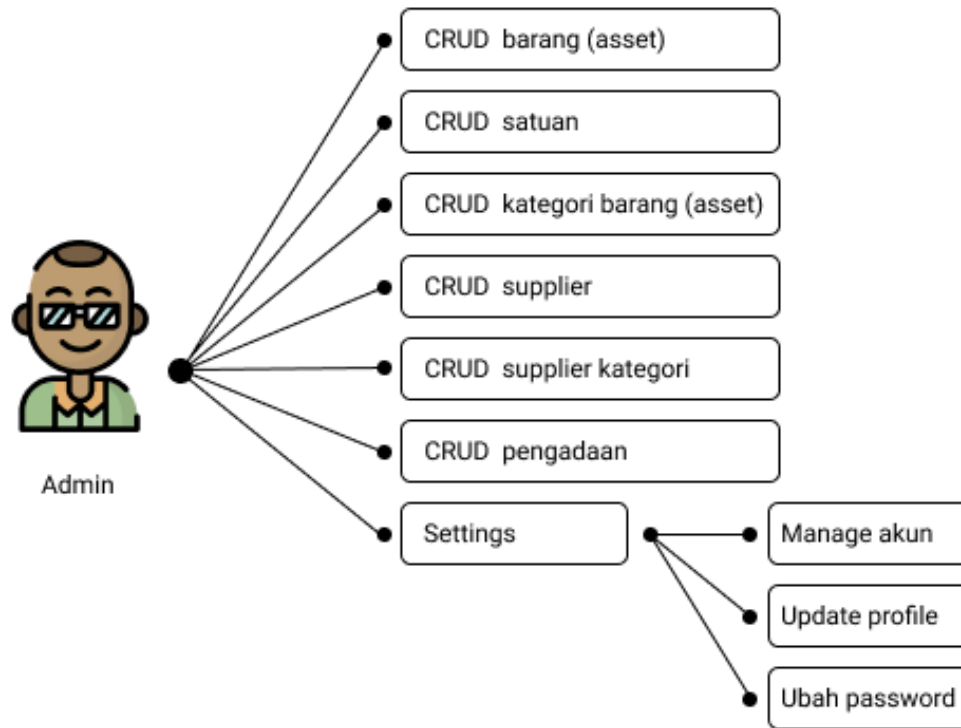 CRUD barang (asset)
CRUD satuan
CRUD kategori barang (asset)
CRUD supplier
CRUD supplier kategori
CRUD pengadaan
Admin
Settings
Manage akun
Update profile
Ubah password